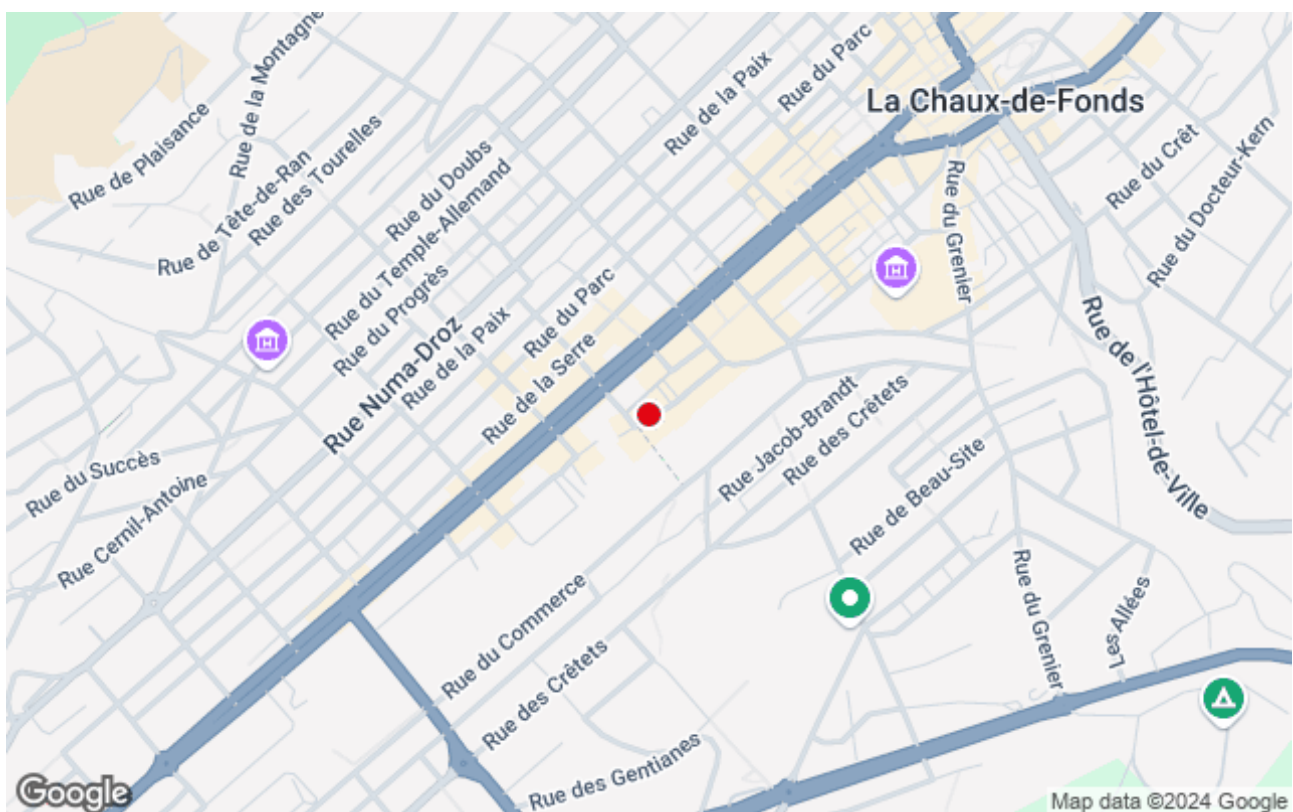 Rue de la Montagne
Rue du Parc
Rue de la Paix
La Chaux-de-Fonds
Rue de Plaisance
Rue de Tête-de-Ran
Rue des Tourelles
Rue du Doubs
Rue du Temple-Allemand
Rue du Progrès
Rue Numa-Droz
Rue de la Paix
Rue du Parc
Rue de la Serre
Rue du Grenier
Rue du Crêt
Rue du Docteur-Kern
Rue de l'Hôtel-de-Ville
Rue Jacob-Brandt
Rue des Crêtets
Rue de Beau-Site
Rue du Succès
Rue Cernil-Antoine
Rue du Commerce
Rue des Crêtets
Rue du Grenier
Les Allées
Rue des Gentianes
Google
Map data ©2024 Google